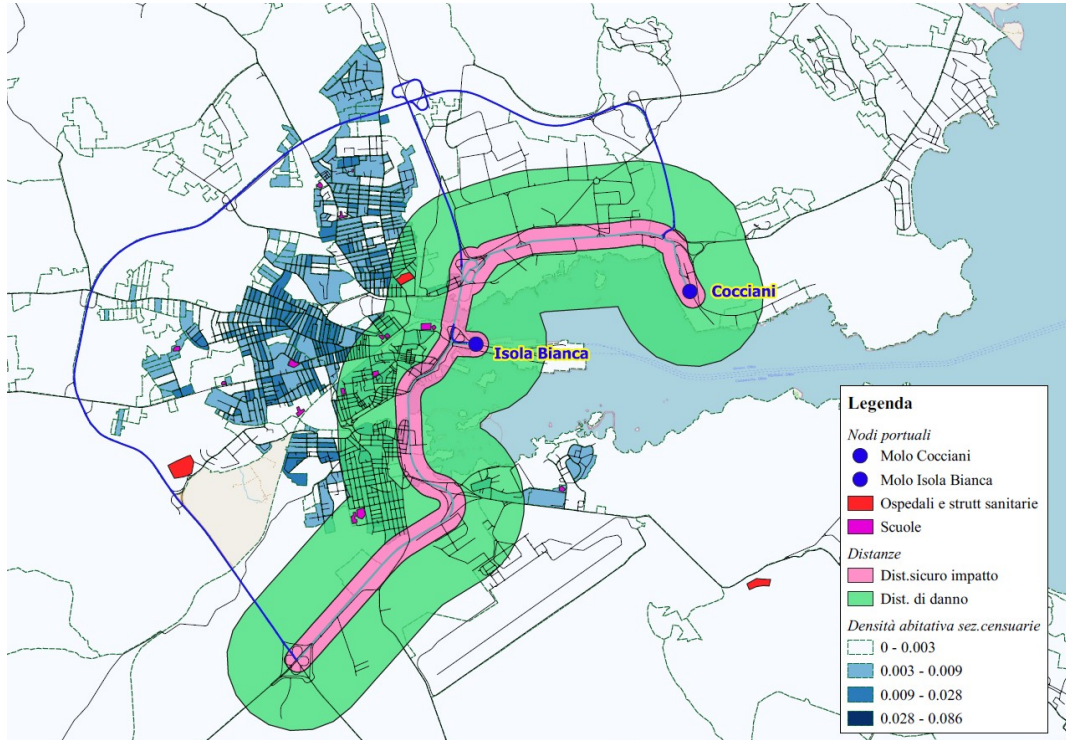 Cocciani
Isola Bianca
Legenda
Nodi portuali
Molo Cocciani
Molo Isola Bianca
Ospedali e strutt sanitarie
Scuole
Distanze
Dist.sicuro impatto
Dist. di danno
Densità abitativa sez.censuarie
0 - 0.003
0.003 - 0.009
0.009 - 0.028
0.028 - 0.086